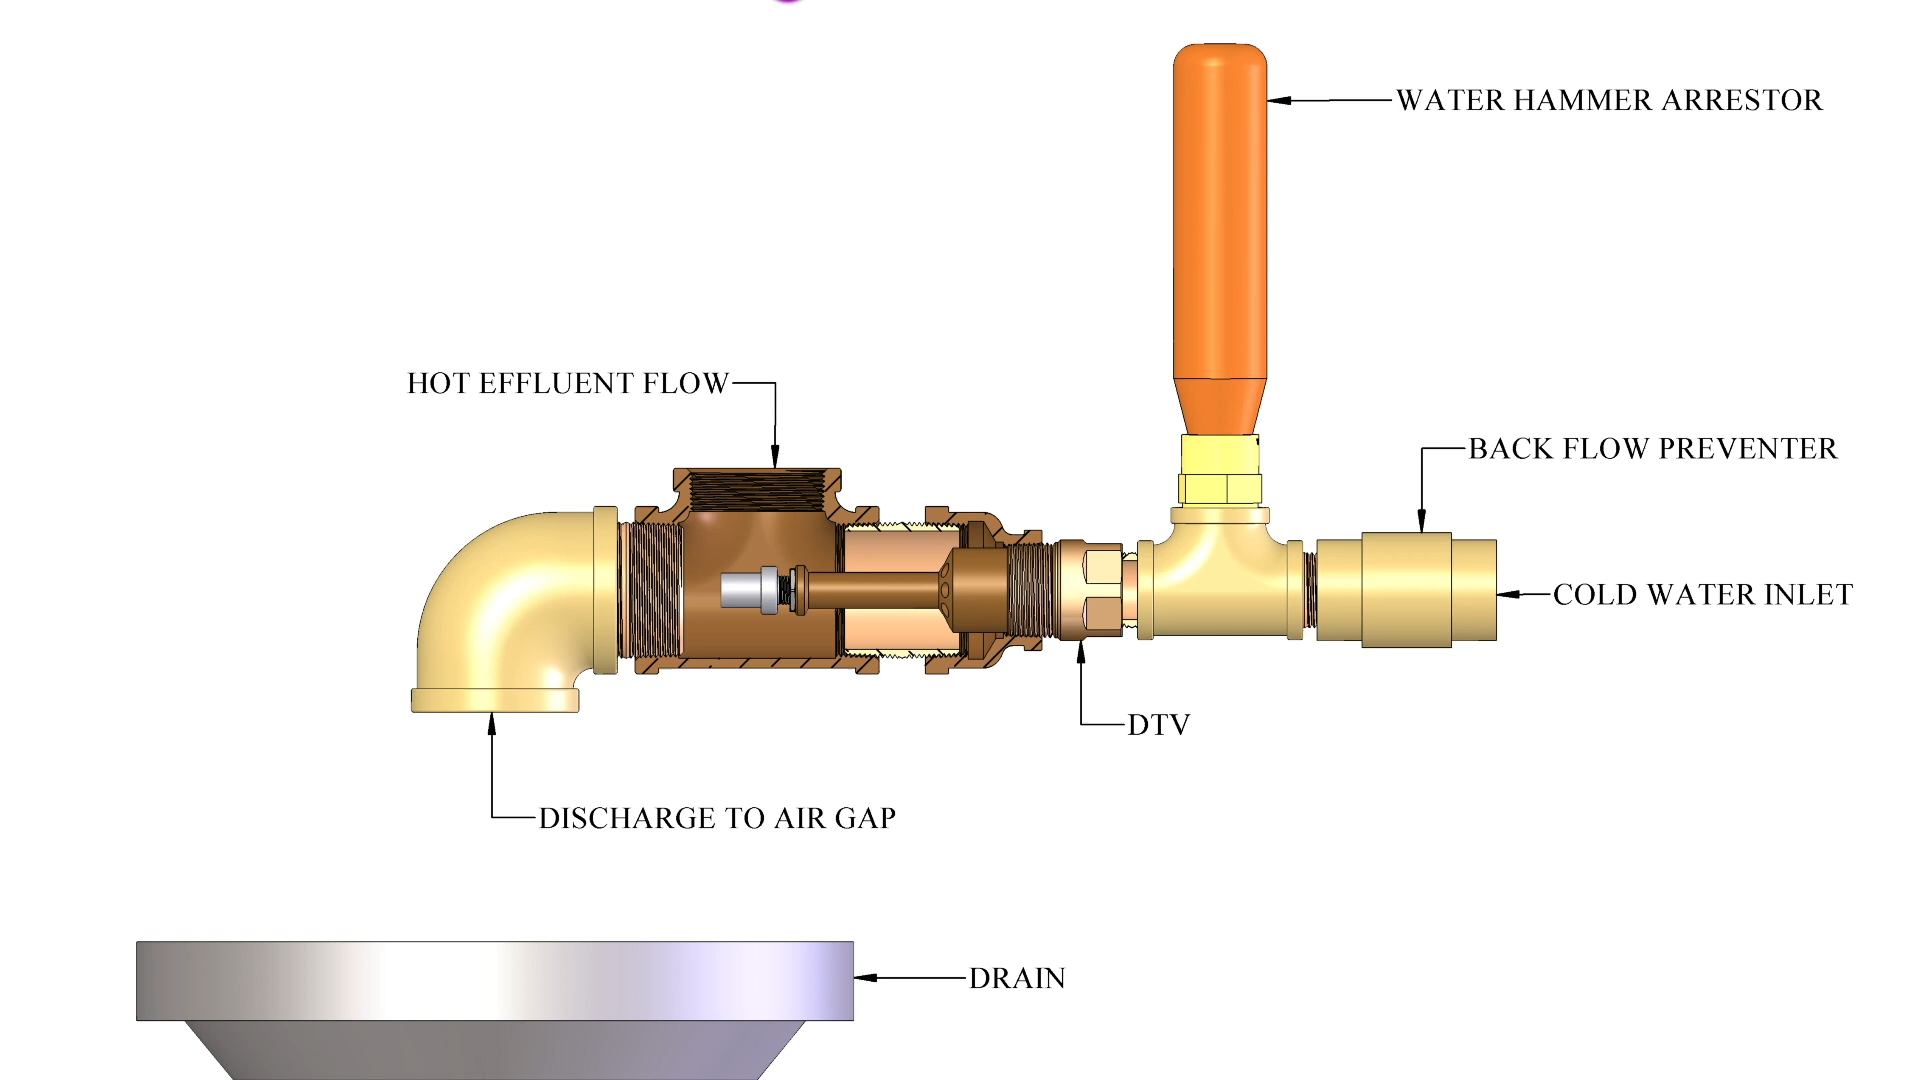 WATER HAMMER ARRESTOR
HOT EFFLUENT FLOW
BACK FLOW PREVENTER
COLD WATER INLET
DTV
DISCHARGE TO AIR GAP
DRAIN